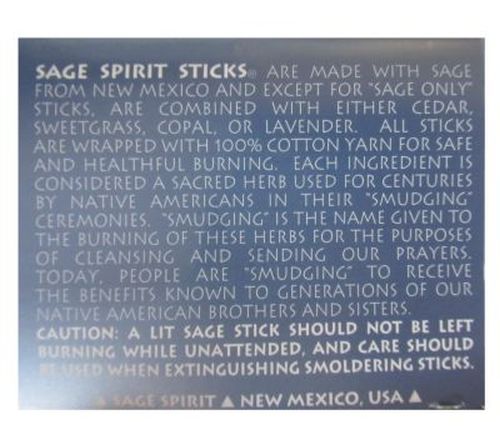 SAGE SPIRIT STICKS® ARE MADE WITH SAGE
FROM NEW MEXICO AND EXCEPT FOR "SAGE ONLY"
STICKS, ARE COMBINED WITH EITHER CEDAR,
SWEETGRASS, COPAL, OR LAVENDER. ALL STICKS
ARE WRAPPED WITH 100% COTTON YARN FOR SAFE
AND HEALTHFUL BURNING. EACH INGREDIENT IS
CONSIDERED A SACRED HERB USED FOR CENTURIES
BY NATIVE AMERICANS IN THEIR "SMUDGING"
CEREMONIES. "SMUDGING" IS THE NAME GIVEN TO
THE BURNING OF THESE HERBS FOR THE PURPOSES
OF CLEANSING AND SENDING OUR PRAYERS.
TODAY, PEOPLE ARE "SMUDGING" TO RECEIVE
THE BENEFITS KNOWN TO GENERATIONS OF OUR
NATIVE AMERICAN BROTHERS AND SISTERS.
CAUTION: A LIT SAGE STICK SHOULD NOT BE LEFT
BURNING WHILE UNATTENDED, AND CARE SHOULD
BE USED WHEN EXTINGUISHING SMOLDERING STICKS.
▲ SAGE SPIRIT ▲ NEW MEXICO, USA ▲